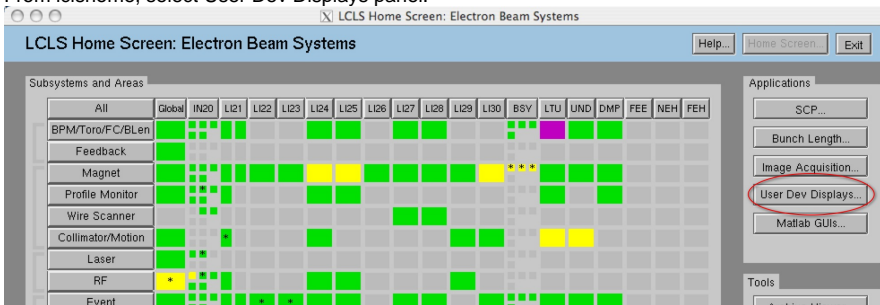 From lclshome, select User Dev Displays panel.
LCLS Home Screen: Electron Beam Systems
LCLS Home Screen: Electron Beam Systems
Help...
Home Screen...
Exit
Subsystems and Areas
All Global IN20 LI21 LI22 LI23 LI24 LI25 LI26 LI27 LI28 LI29 LI30 BSY LTU UND DMP FEE NEH FEH
BPM/Toro/FC/BLen
Feedback
Magnet * * *
Profile Monitor *
Wire Scanner
Collimator/Motion *
Laser *
RF * *
Event * *
Applications
SCP...
Bunch Length...
Image Acquisition...
User Dev Displays...
Matlab GUIs...
Tools